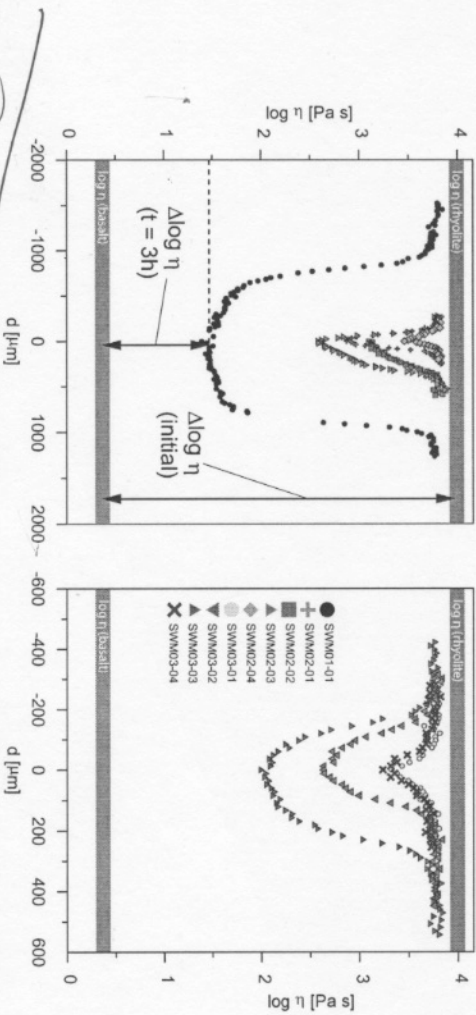 log η [Pa s]
4
3
2
1
0
log η (rhyolite)
log η (basalt)
Δlog η
(t = 3h)
Δlog η
(initial)
-2000
-1000
0
1000
2000
d [µm]
log η (rhyolite)
log η (basalt)
SWM01-01
SWM02-01
SWM02-02
SWM02-03
SWM02-04
SWM03-01
SWM03-02
SWM03-03
SWM03-04
-600
-400
-200
0
200
400
600
d [µm]
log η [Pa s]
4
3
2
1
0